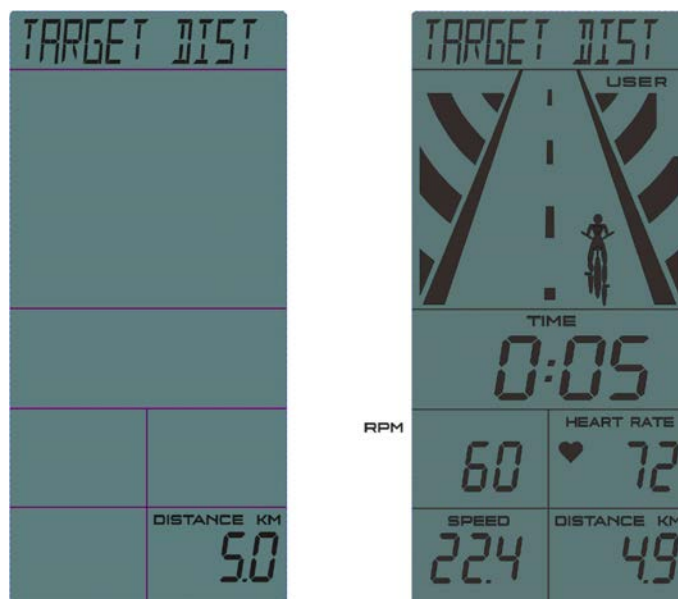 TARGET DIST
DISTANCE KM
5.0
TARGET DIST
USER
TIME
0:05
RPM
HEART RATE
60
72
SPEED
DISTANCE KM
22.4
4.9